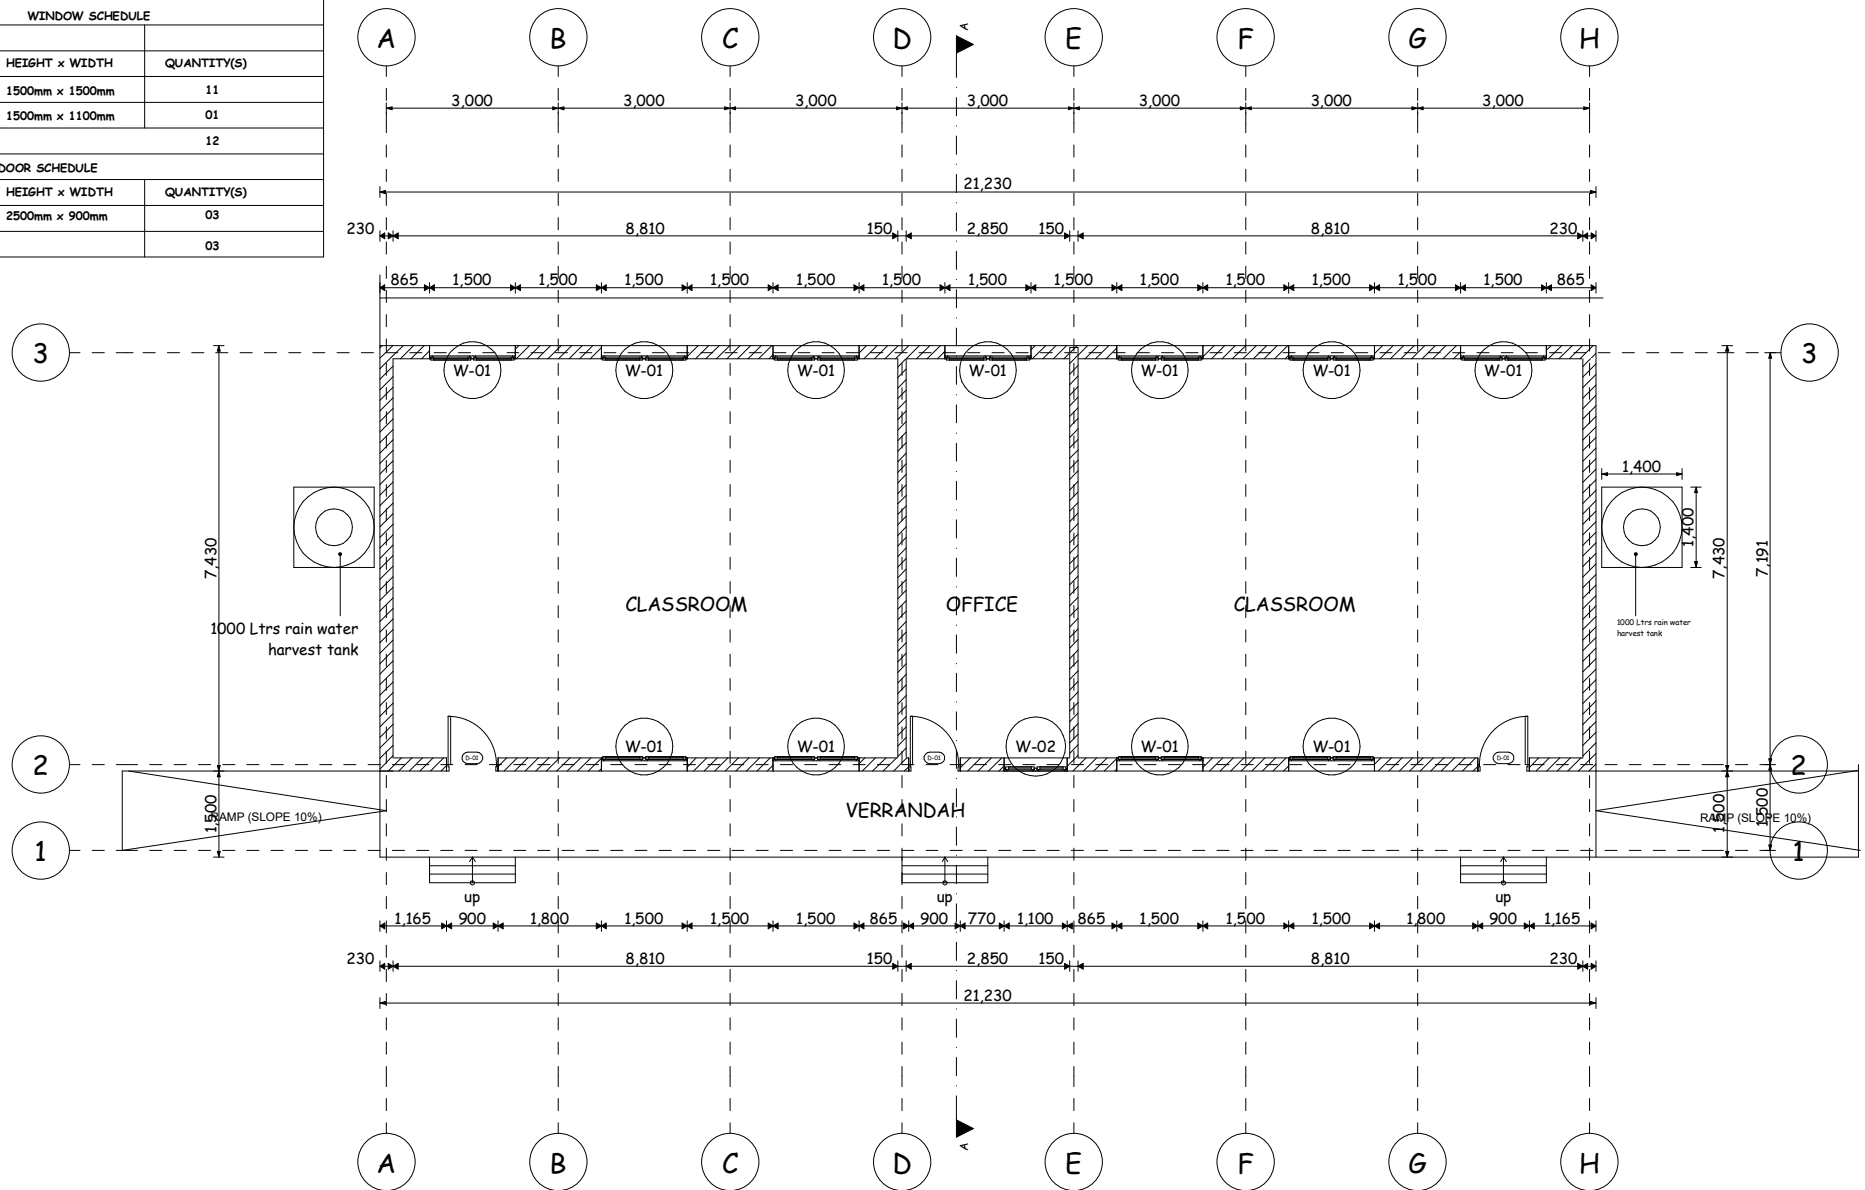 WINDOW SCHEDULE
HEIGHT x WIDTH QUANTITY(S)
1500mm x 1500mm 11
1500mm x 1100mm 01
12
DOOR SCHEDULE
HEIGHT x WIDTH QUANTITY(S)
2500mm x 900mm 03
03
A B C D A E F G H
3,000 3,000 3,000 3,000 3,000 3,000 3,000
21,230
230 8,810 150 2,850 150 8,810 230
865 1,500 1,500 1,500 1,500 1,500 1,500 1,500 1,500 1,500 1,500 1,500 1,500 1,500 865
3 3
W-01 W-01 W-01 W-01 W-01 W-01 W-01
1,400
1,400
7,430 7,430 7,191
CLASSROOM OFFICE CLASSROOM
1000 Ltrs rain water
harvest tank
1000 Ltrs rain water
harvest tank
W-01 W-01 W-02 W-01 W-01
D-01 D-01 D-01
2 2
VERRANDAH
1,500 RAMP (SLOPE 10%)
1,500 RAMP (SLOPE 10%) 1,500
1 1
up up up
1,165 900 1,800 1,500 1,500 1,500 865 900 770 1,100 865 1,500 1,500 1,500 1,800 900 1,165
230 8,810 150 2,850 150 8,810 230
21,230
A B C D A E F G H